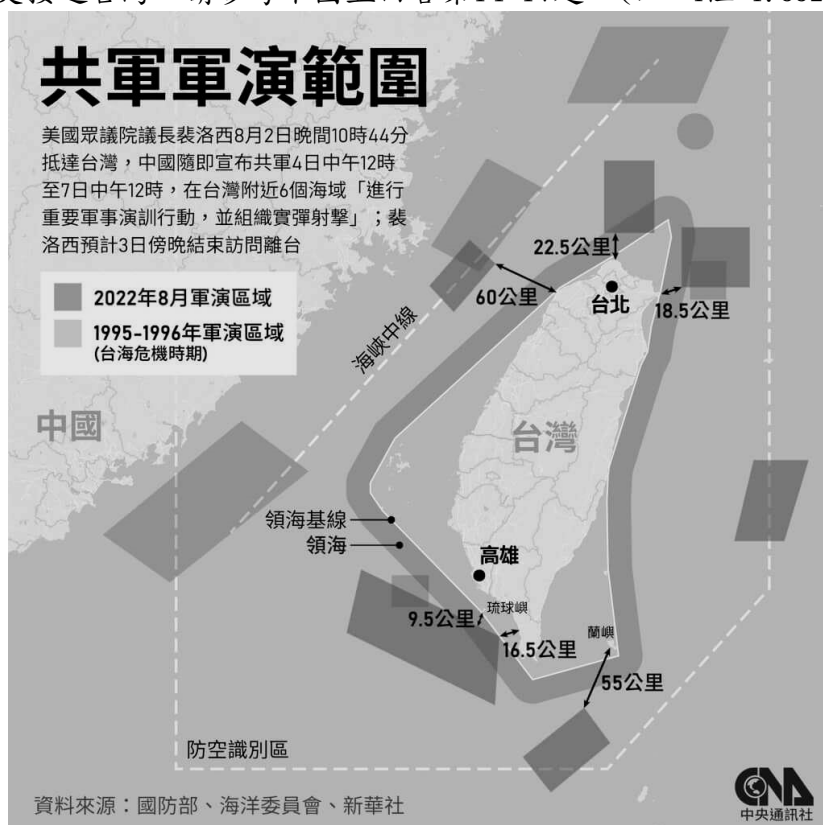 共軍軍演範圍
美國眾議院議長裴洛西8月2日晚間10時44分
抵達台灣，中國隨即宣布共軍4日中午12時
至7日中午12時，在台灣附近6個海域「進行
重要軍事演訓行動，並組織實彈射擊」；裴
洛西預計3日傍晚結束訪問離台
2022年8月軍演區域
1995-1996年軍演區域
(台海危機時期)
22.5公里
60公里
台北
18.5公里
海峽中線
中國
台灣
領海基線
領海
高雄
琉球嶼
9.5公里
蘭嶼
16.5公里
55公里
防空識別區
資料來源：國防部、海洋委員會、新華社
CNA
中央通訊社